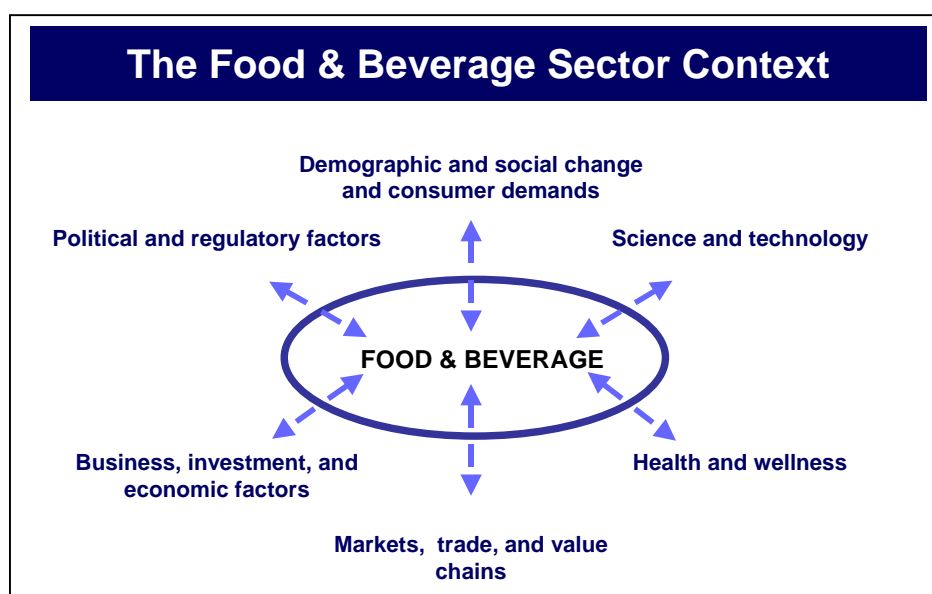 The Food & Beverage Sector Context
Demographic and social change
and consumer demands
Political and regulatory factors
Science and technology
FOOD & BEVERAGE
Business, investment, and
economic factors
Health and wellness
Markets,  trade, and value
chains